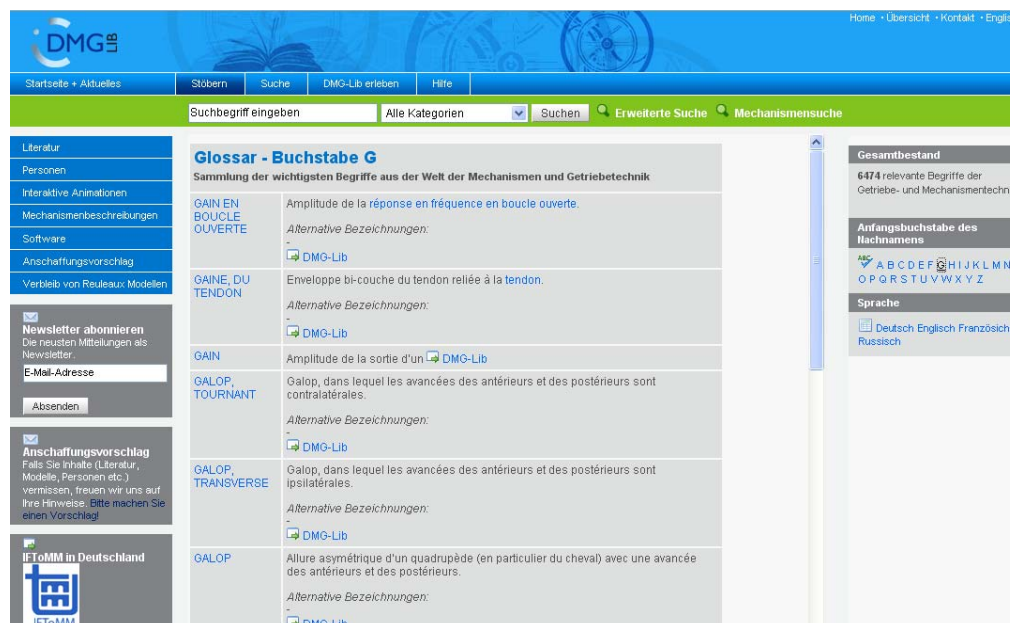 Home · Übersicht · Kontakt · Englis
DMG LIB
Startseite + Aktuelles
Stöbern
Suche
DMG-Lib erleben
Hilfe
Suchbegriff eingeben
Alle Kategorien
Suchen
Erweiterte Suche
Mechanismensuche
Literatur
Personen
Interaktive Animationen
Mechanismenbeschreibungen
Software
Anschaffungsvorschlag
Verbleib von Reuleaux Modellen
Newsletter abonnieren
Die neusten Mitteilungen als
Newsletter.
E-Mail-Adresse
Absenden
Anschaffungsvorschlag
Falls Sie Inhalte (Literatur,
Modelle, Personen etc.)
vermissen, freuen wir uns auf
Ihre Hinweise. Bitte machen Sie
einen Vorschlag!
IFToMM in Deutschland
IFToMM
Glossar - Buchstabe G
Sammlung der wichtigsten Begriffe aus der Welt der Mechanismen und Getriebetechnik
GAIN EN
BOUCLE
OUVERTE
Amplitude de la réponse en fréquence en boucle ouverte.
Alternative Bezeichnungen:
-
DMG-Lib
GAINE, DU
TENDON
Enveloppe bi-couche du tendon reliée à la tendon.
Alternative Bezeichnungen:
-
DMG-Lib
GAIN
Amplitude de la sortie d'un DMG-Lib
GALOP,
TOURNANT
Galop, dans lequel les avancées des antérieurs et des postérieurs sont
contralatérales.
Alternative Bezeichnungen:
-
DMG-Lib
GALOP,
TRANSVERSE
Galop, dans lequel les avancées des antérieurs et des postérieurs sont
ipsilatérales.
Alternative Bezeichnungen:
-
DMG-Lib
GALOP
Allure asymétrique d'un quadrupède (en particulier du cheval) avec une avancée
des antérieurs et des postérieurs.
Alternative Bezeichnungen:
-
DMG-Lib
Gesamtbestand
6474 relevante Begriffe der
Getriebe- und Mechanismentechn
Anfangsbuchstabe des
Nachnamens
ABC
A B C D E F G H I J K L M N
O P Q R S T U V W X Y Z
Sprache
Deutsch Englisch Französich
Russisch